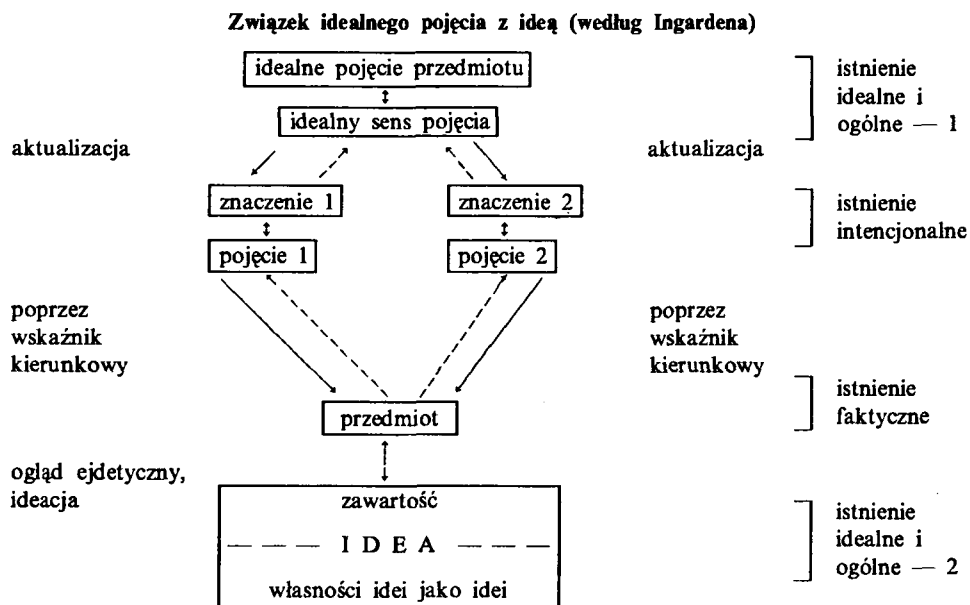 Związek idealnego pojęcia z ideą (według Ingardena)
idealne pojęcie przedmiotu
idealny sens pojęcia
istnienie
idealne i
ogólne — 1
aktualizacja
aktualizacja
znaczenie 1
znaczenie 2
istnienie
intencjonalne
pojęcie 1
pojęcie 2
poprzez
wskaźnik
kierunkowy
poprzez
wskaźnik
kierunkowy
przedmiot
istnienie
faktyczne
ogląd ejdetyczny,
ideacja
zawartość
I D E A
własności idei jako idei
istnienie
idealne i
ogólne — 2